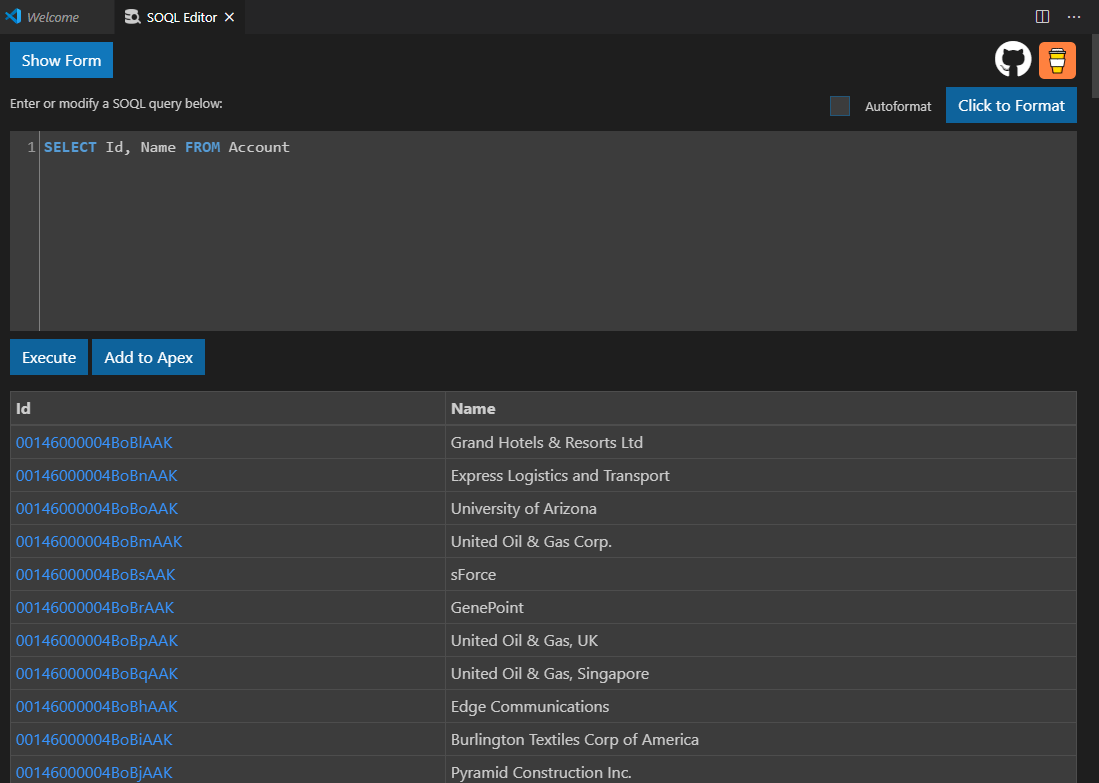 Welcome
SOQL Editor
Show Form
Enter or modify a SOQL query below:
Autoformat
Click to Format
1 SELECT Id, Name FROM Account
Execute
Add to Apex
Id Name
00146000004BoBlAAK Grand Hotels & Resorts Ltd
00146000004BoBnAAK Express Logistics and Transport
00146000004BoBoAAK University of Arizona
00146000004BoBmAAK United Oil & Gas Corp.
00146000004BoBsAAK sForce
00146000004BoBrAAK GenePoint
00146000004BoBpAAK United Oil & Gas, UK
00146000004BoBqAAK United Oil & Gas, Singapore
00146000004BoBhAAK Edge Communications
00146000004BoBiAAK Burlington Textiles Corp of America
00146000004BoBjAAK Pyramid Construction Inc.